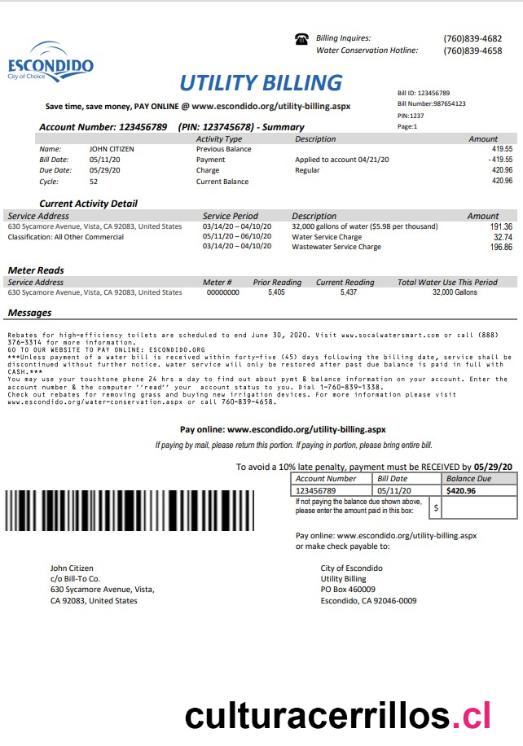 Billing Inquires: (760)839-4682
Water Conservation Hotline: (760)839-4658
ESCONDIDO
City of Choice
UTILITY BILLING
Save time, save money, PAY ONLINE @ www.escondido.org/utility-billing.aspx
Bill ID: 123456789
Bill Number:987654123
PIN:1237
Page:1
Account Number: 123456789 (PIN: 123745678) - Summary
Activity Type Description Amount
Name: JOHN CITIZEN Previous Balance 419.55
Bill Date: 05/11/20 Payment Applied to account 04/21/20 - 419.55
Due Date: 05/29/20 Charge Regular 420.96
Cycle: 52 Current Balance 420.96
Current Activity Detail
Service Address Service Period Description Amount
630 Sycamore Avenue, Vista, CA 92083, United States 03/14/20 – 04/10/20 32,000 gallons of water ($5.98 per thousand) 191.36
Classification: All Other Commercial 05/11/20 – 06/10/20 Water Service Charge 32.74
03/14/20 – 04/10/20 Wastewater Service Charge 196.86
Meter Reads
Service Address Meter # Prior Reading Current Reading Total Water Use This Period
630 Sycamore Avenue, Vista, CA 92083, United States 00000000 5,405 5,437 32,000 Gallons
Messages
Rebates for high-efficiency toilets are scheduled to end June 30, 2020. Visit www.socalwatersmart.com or call (888)
376-3314 for more information.
GO TO OUR WEBSITE TO PAY ONLINE: ESCONDIDO.ORG
***Unless payment of a water bill is received within forty-five (45) days following the billing date, service shall be
discontinued without further notice. water service will only be restored after past due balance is paid in full with
CASH.***
You may use your touchtone phone 24 hrs a day to find out about pymt & balance information on your account. Enter the
account number & the computer ''read'' your account status to you. Dial 1-760-839-1338.
Check out rebates for removing grass and buying new irrigation devices. For more information please visit
www.escondido.org/water-conservation.aspx or call 760-839-4658.
Pay online: www.escondido.org/utility-billing.aspx
If paying by mail, please return this portion. If paying in portion, please bring entire bill.
To avoid a 10% late penalty, payment must be RECEIVED by 05/29/20
Account Number Bill Date Balance Due
123456789 05/11/20 $420.96
If not paying the balance due shown above,
please enter the amount paid in this box: $
Pay online: www.escondido.org/utility-billing.aspx
or make check payable to:
John Citizen
c/o Bill-To Co.
630 Sycamore Avenue, Vista,
CA 92083, United States
City of Escondido
Utility Billing
PO Box 460009
Escondido, CA 92046-0009
culturacerrillos.cl